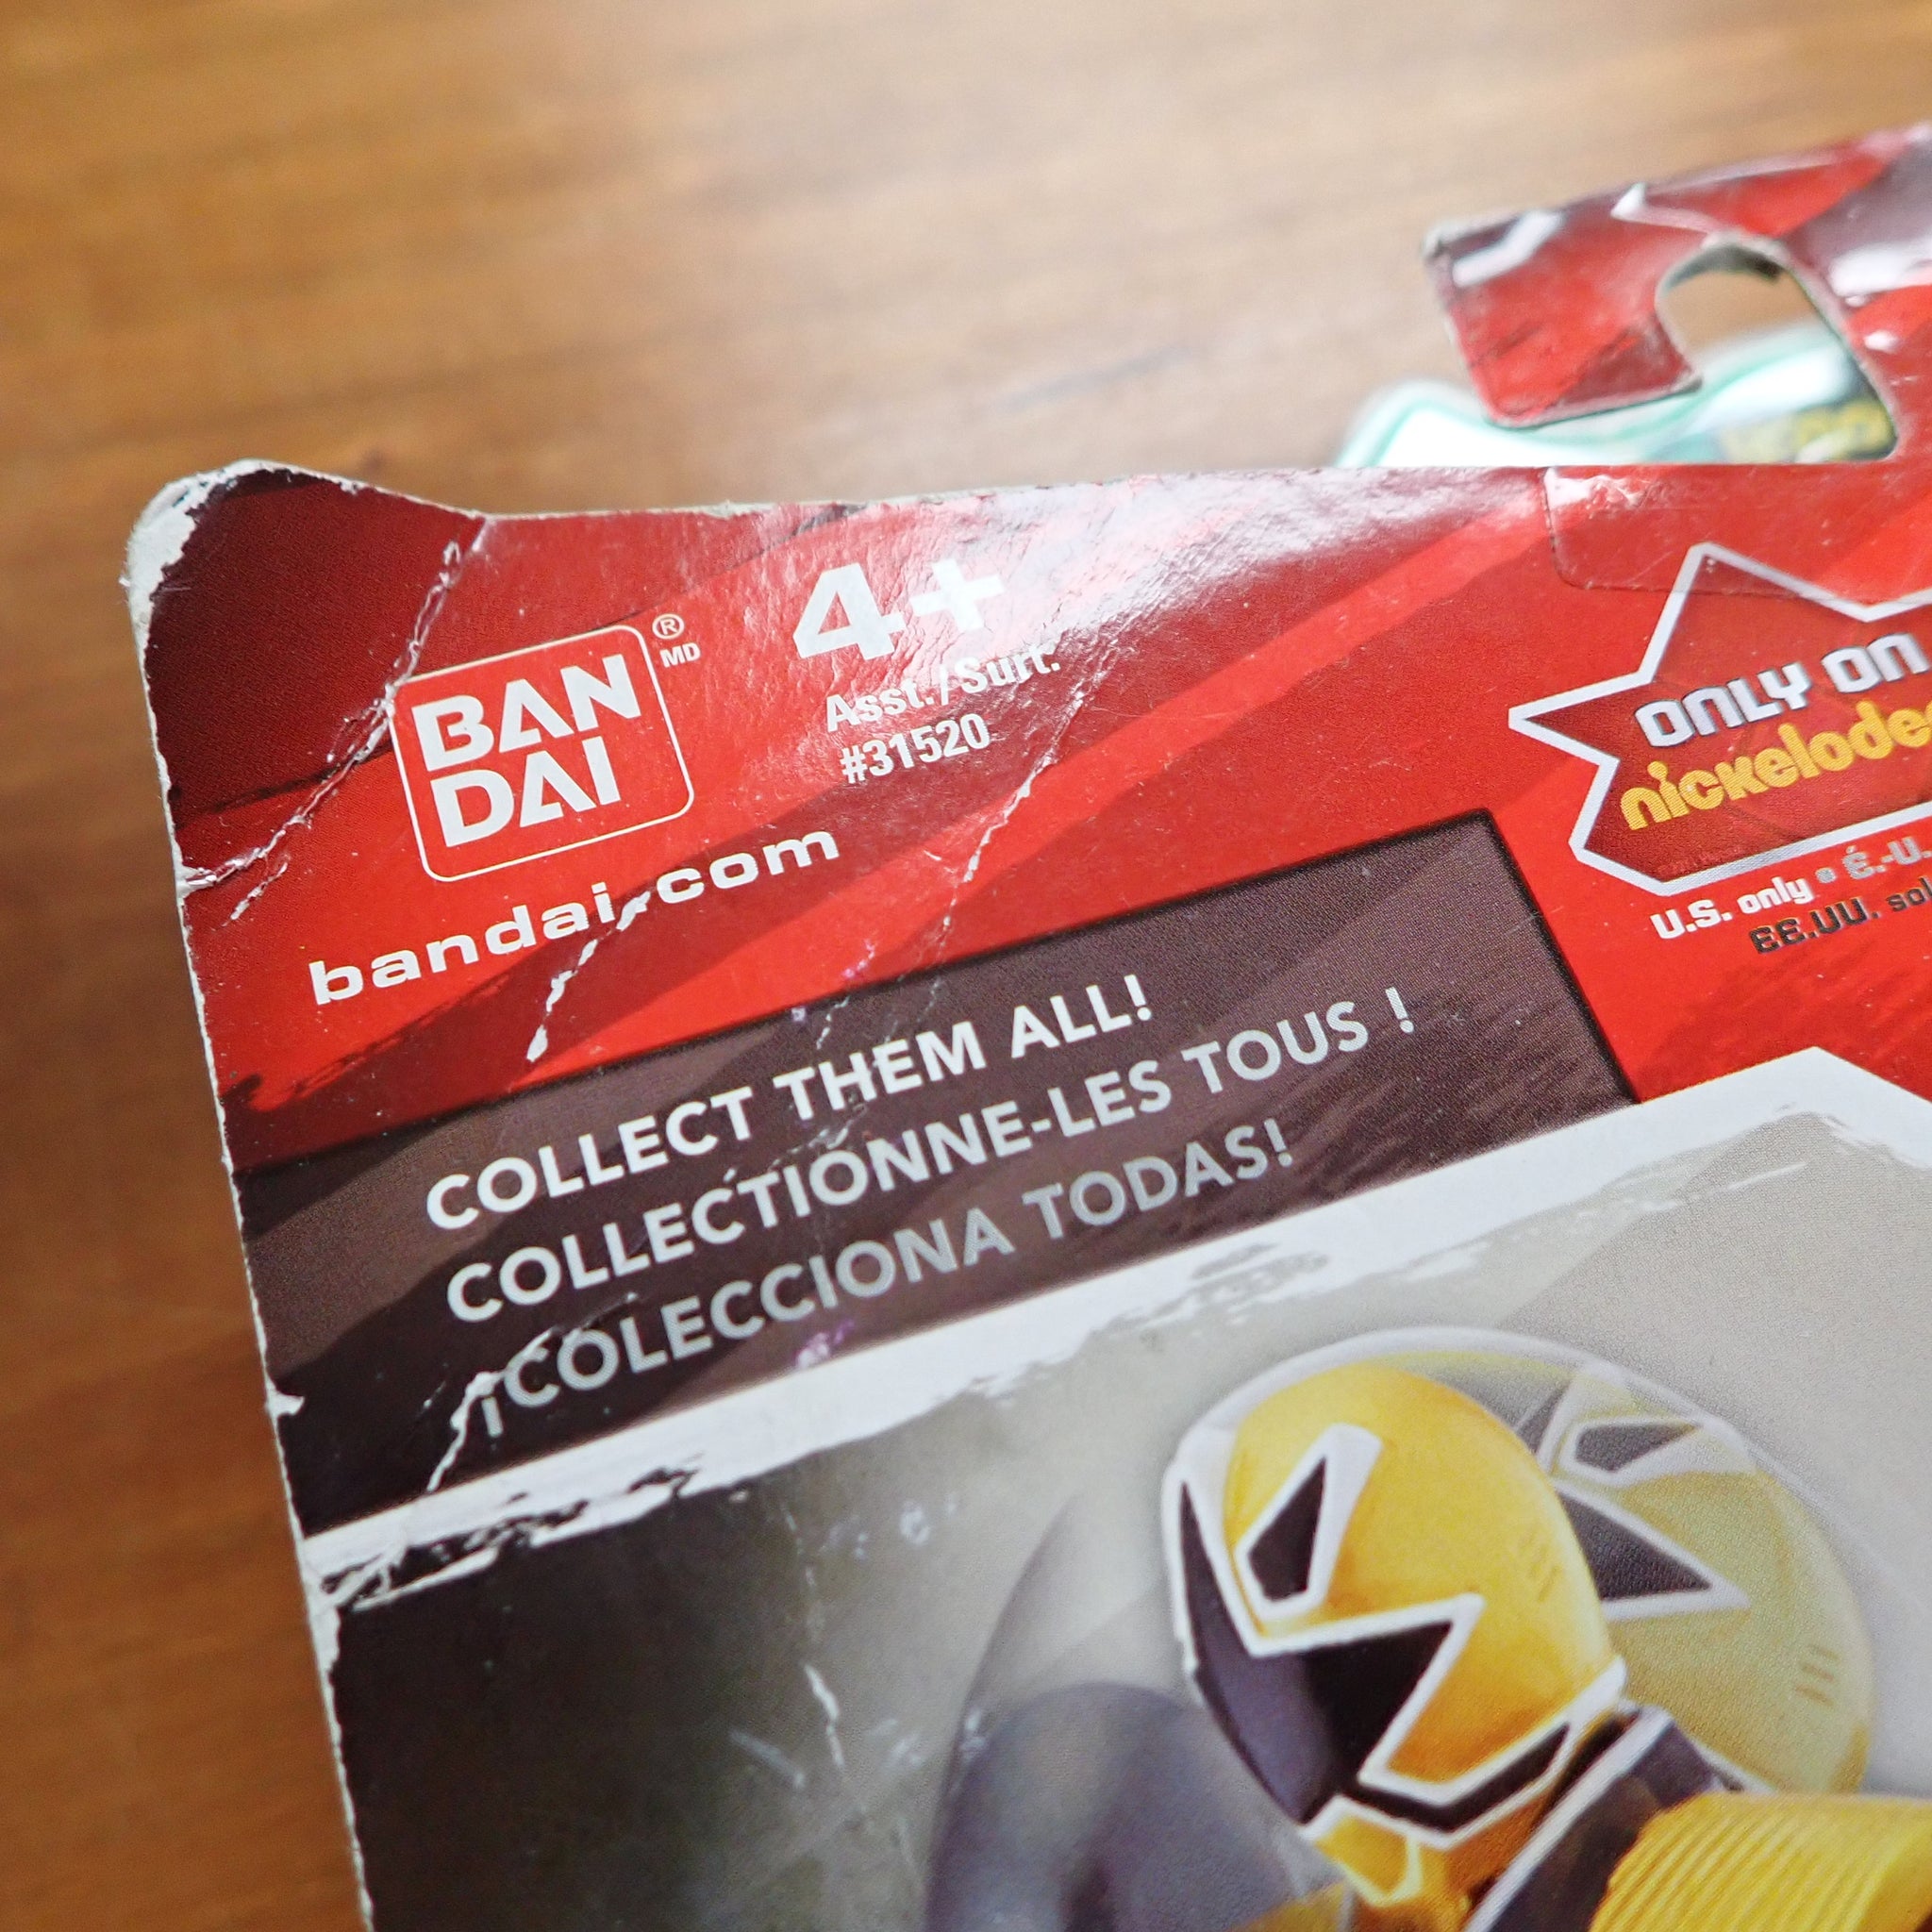 BAN
DAI
®
MD
4+
Asst./Surt.
#31520
bandai.com
ONLY ON
U.S. only •
EE.UU.
COLLECT THEM ALL!
COLLECTIONNE-LES TOUS !
¡COLECCIONA TODAS!